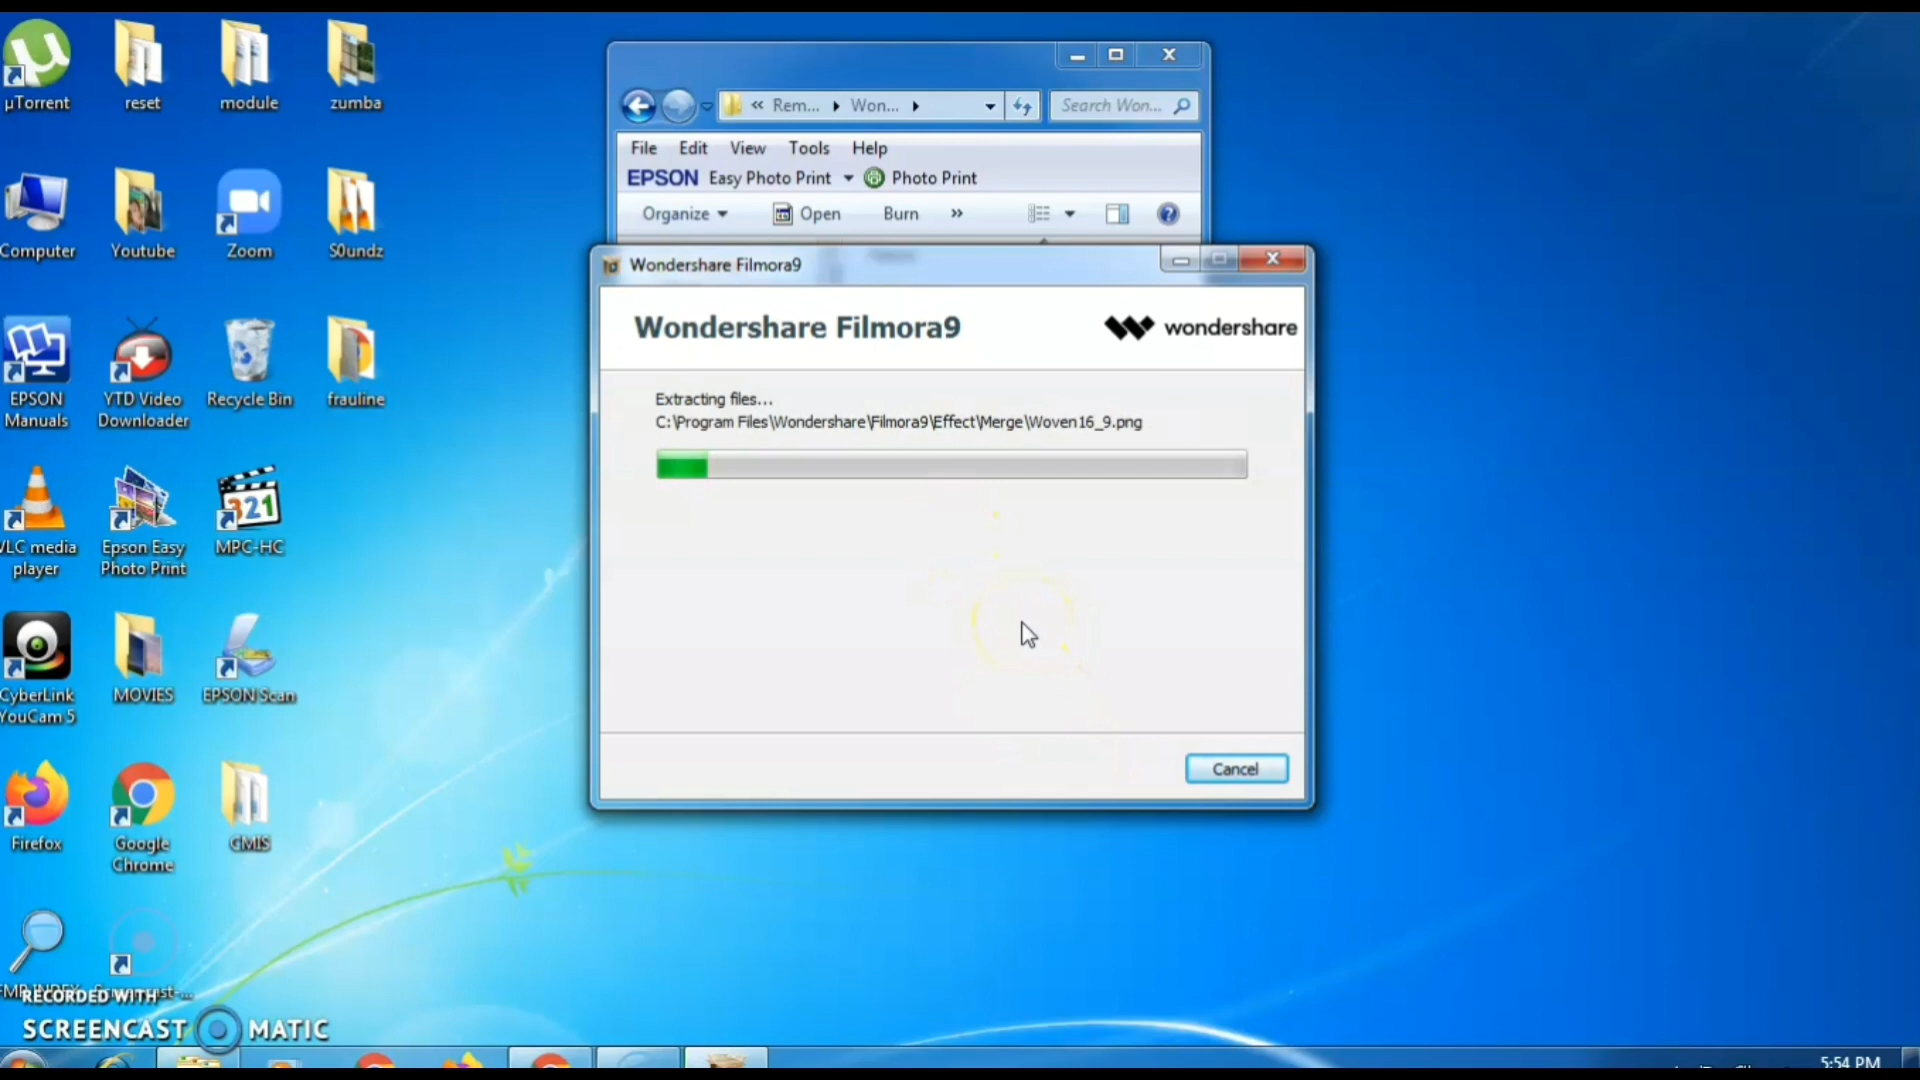 µTorrent
reset
module
zumba
Computer
Youtube
Zoom
S0undz
EPSON
Manuals
YTD Video
Downloader
Recycle Bin
frauline
VLC media
player
Epson Easy
Photo Print
MPC-HC
321
CyberLink
YouCam 5
MOVIES
EPSON Scan
Firefox
Google
Chrome
GMIS
RECORDED WITH
SCREENCAST MATIC
« Rem... Won...
Search Won...
File Edit View Tools Help
EPSON Easy Photo Print Photo Print
Organize Open Burn »
Wondershare Filmora9
Wondershare Filmora9
wondershare
Extracting files...
C:\Program Files\Wondershare\Filmora9\Effect\Merge\Woven16_9.png
Cancel
5:54 PM